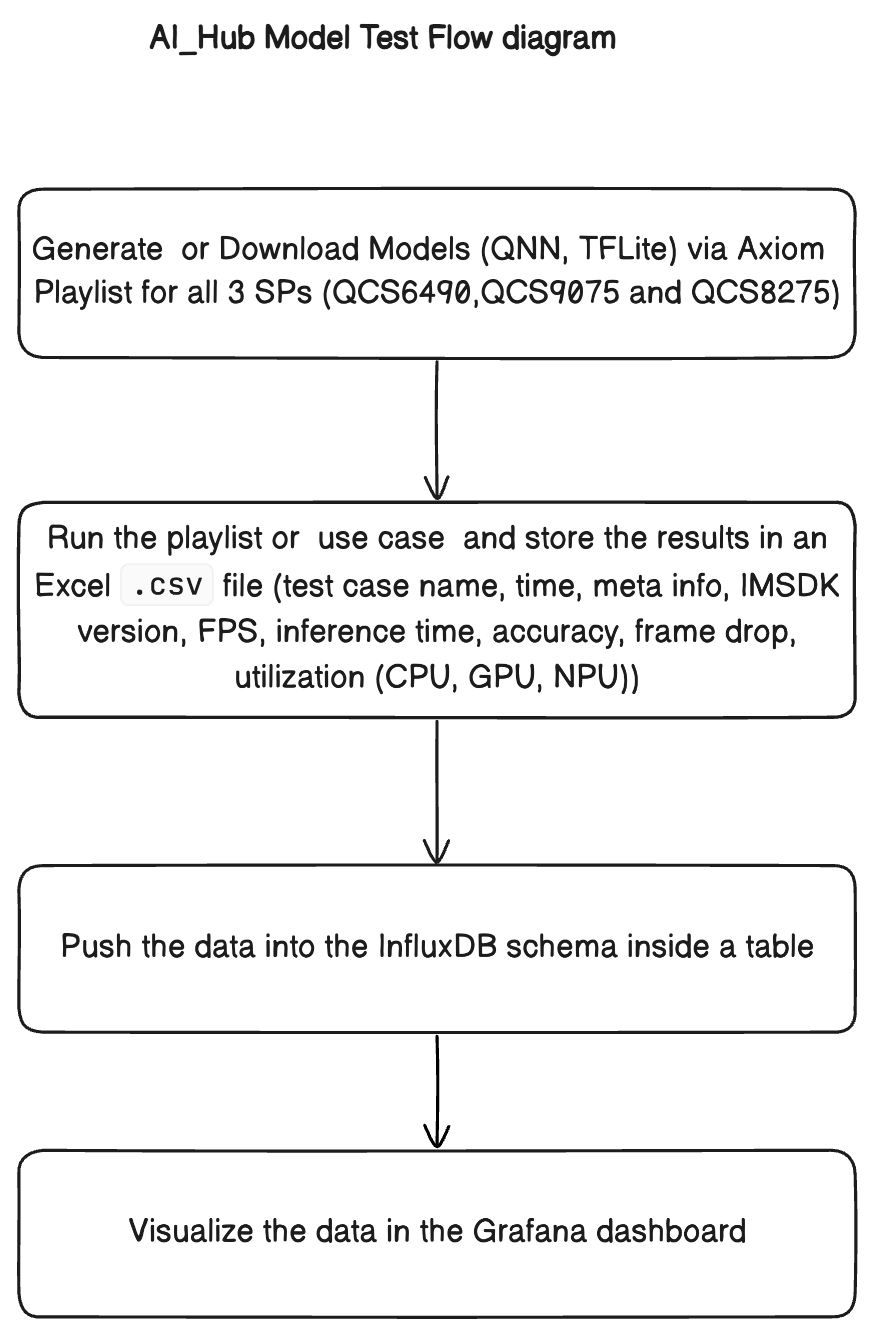 AI_Hub Model Test Flow diagram
Generate or Download Models (QNN, TFLite) via Axiom
Playlist for all 3 SPs (QCS6490,QCS9075 and QCS8275)
Run the playlist or use case and store the results in an
Excel .csv file (test case name, time, meta info, IMSDK
version, FPS, inference time, accuracy, frame drop,
utilization (CPU, GPU, NPU))
Push the data into the InfluxDB schema inside a table
Visualize the data in the Grafana dashboard